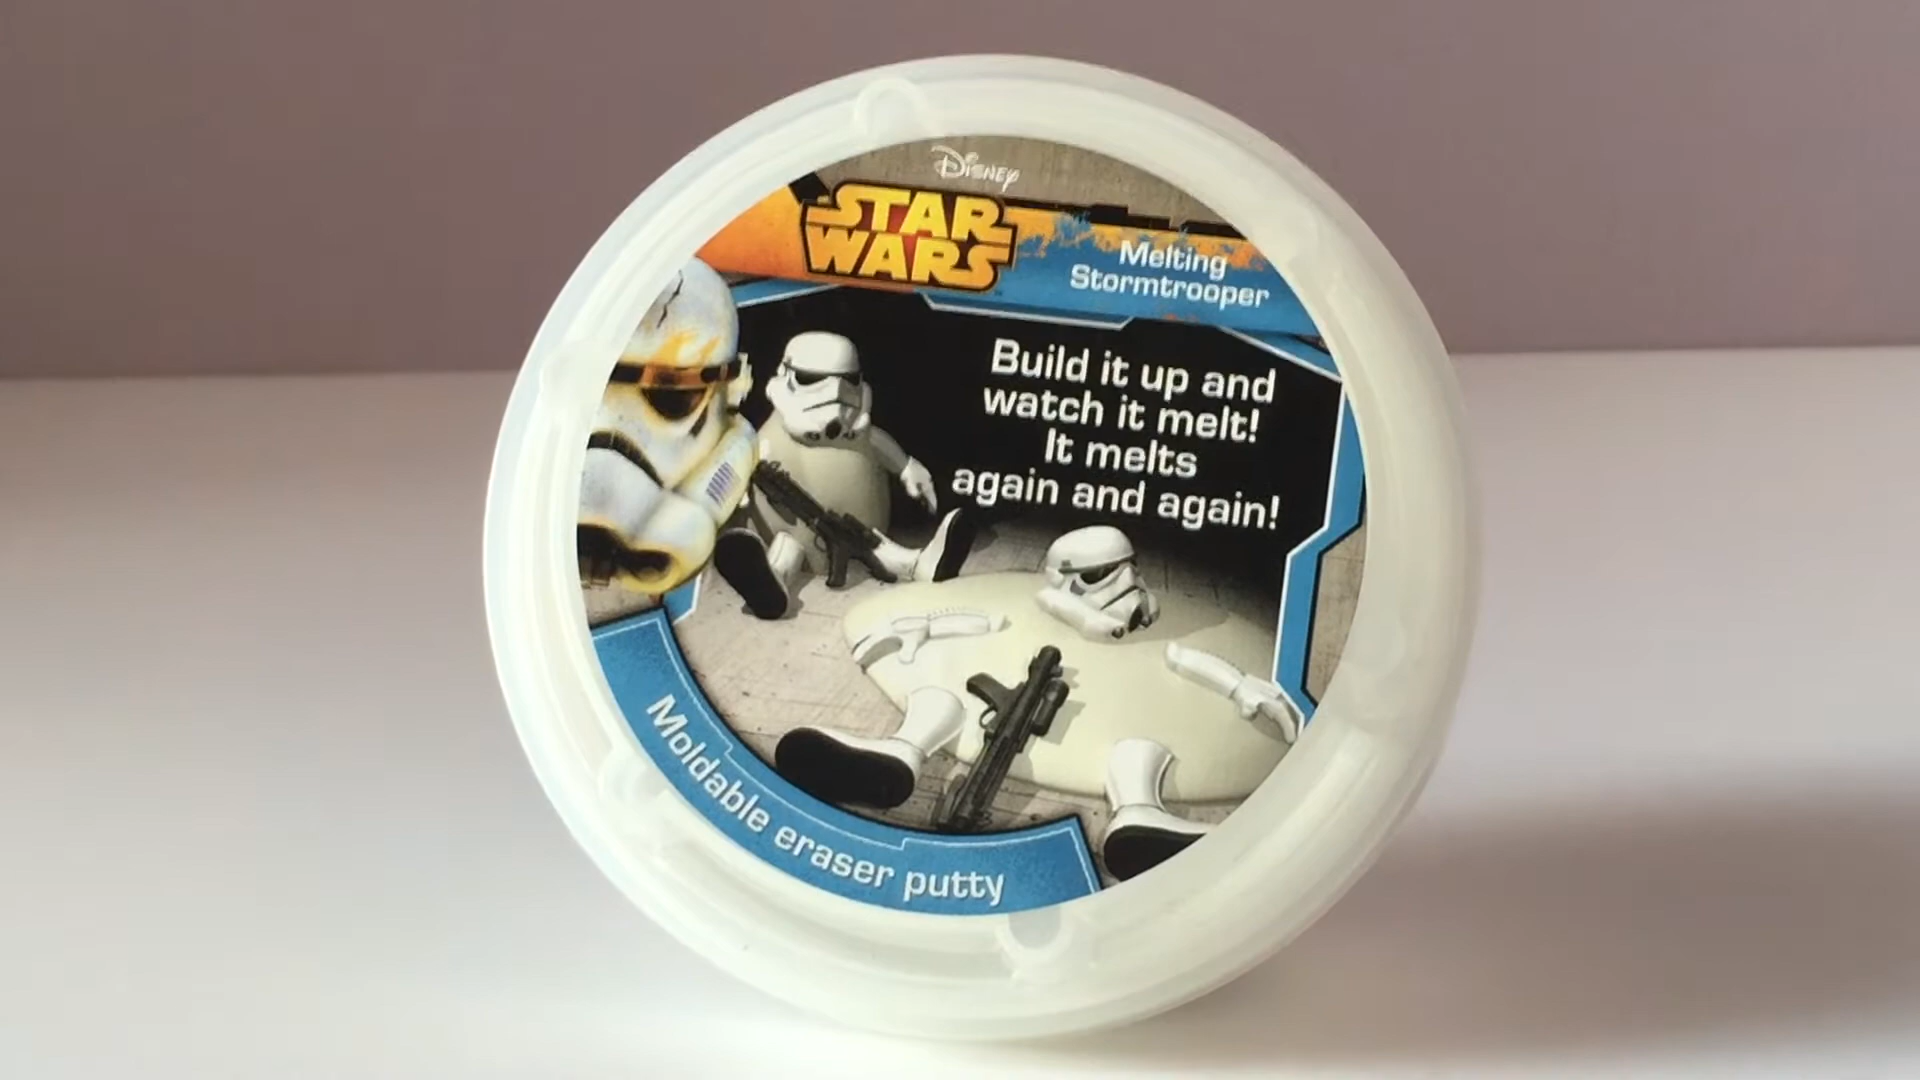 Disney
STAR
WARS
Melting
Stormtrooper
Build it up and
watch it melt!
It melts
again and again!
Moldable eraser putty